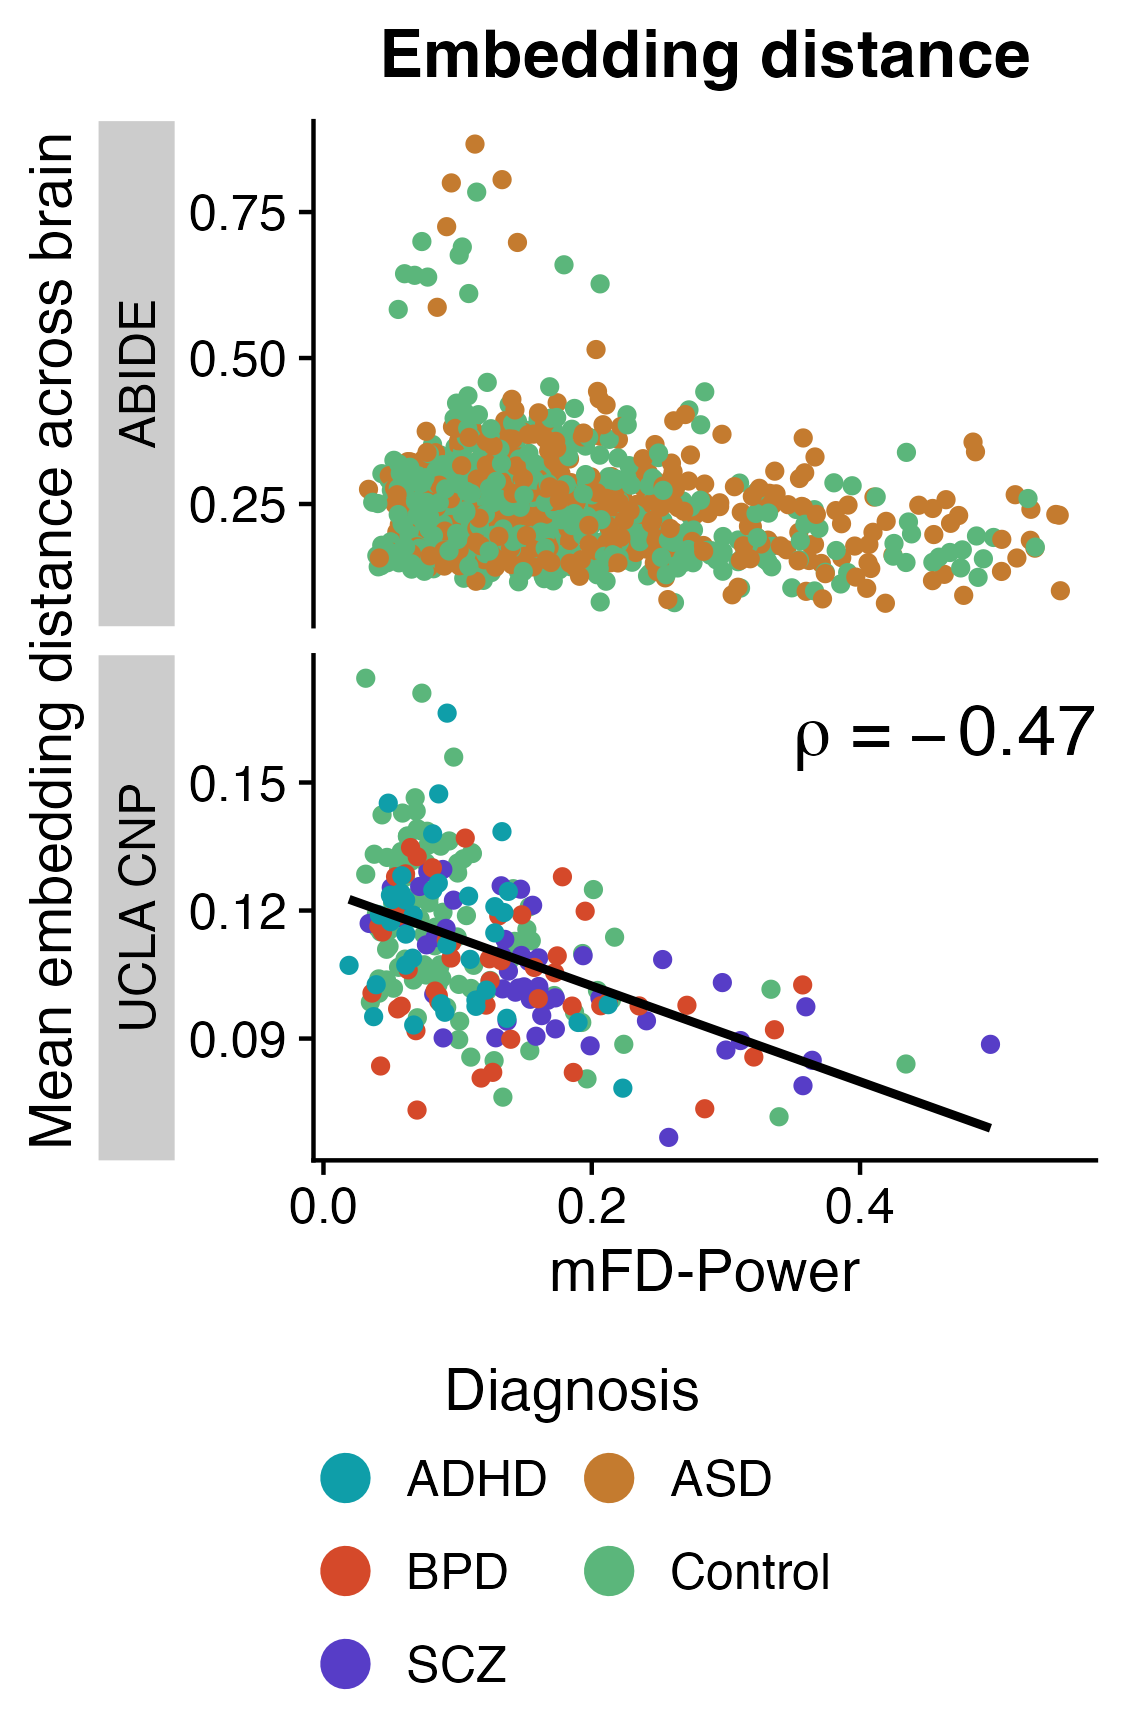 Embedding distance
Mean embedding distance across brain
ABIDE
0.75
0.50
0.25
UCLA CNP
ρ = − 0.47
0.15
0.12
0.09
0.0 0.2 0.4
mFD-Power
Diagnosis
ADHD ASD
BPD Control
SCZ